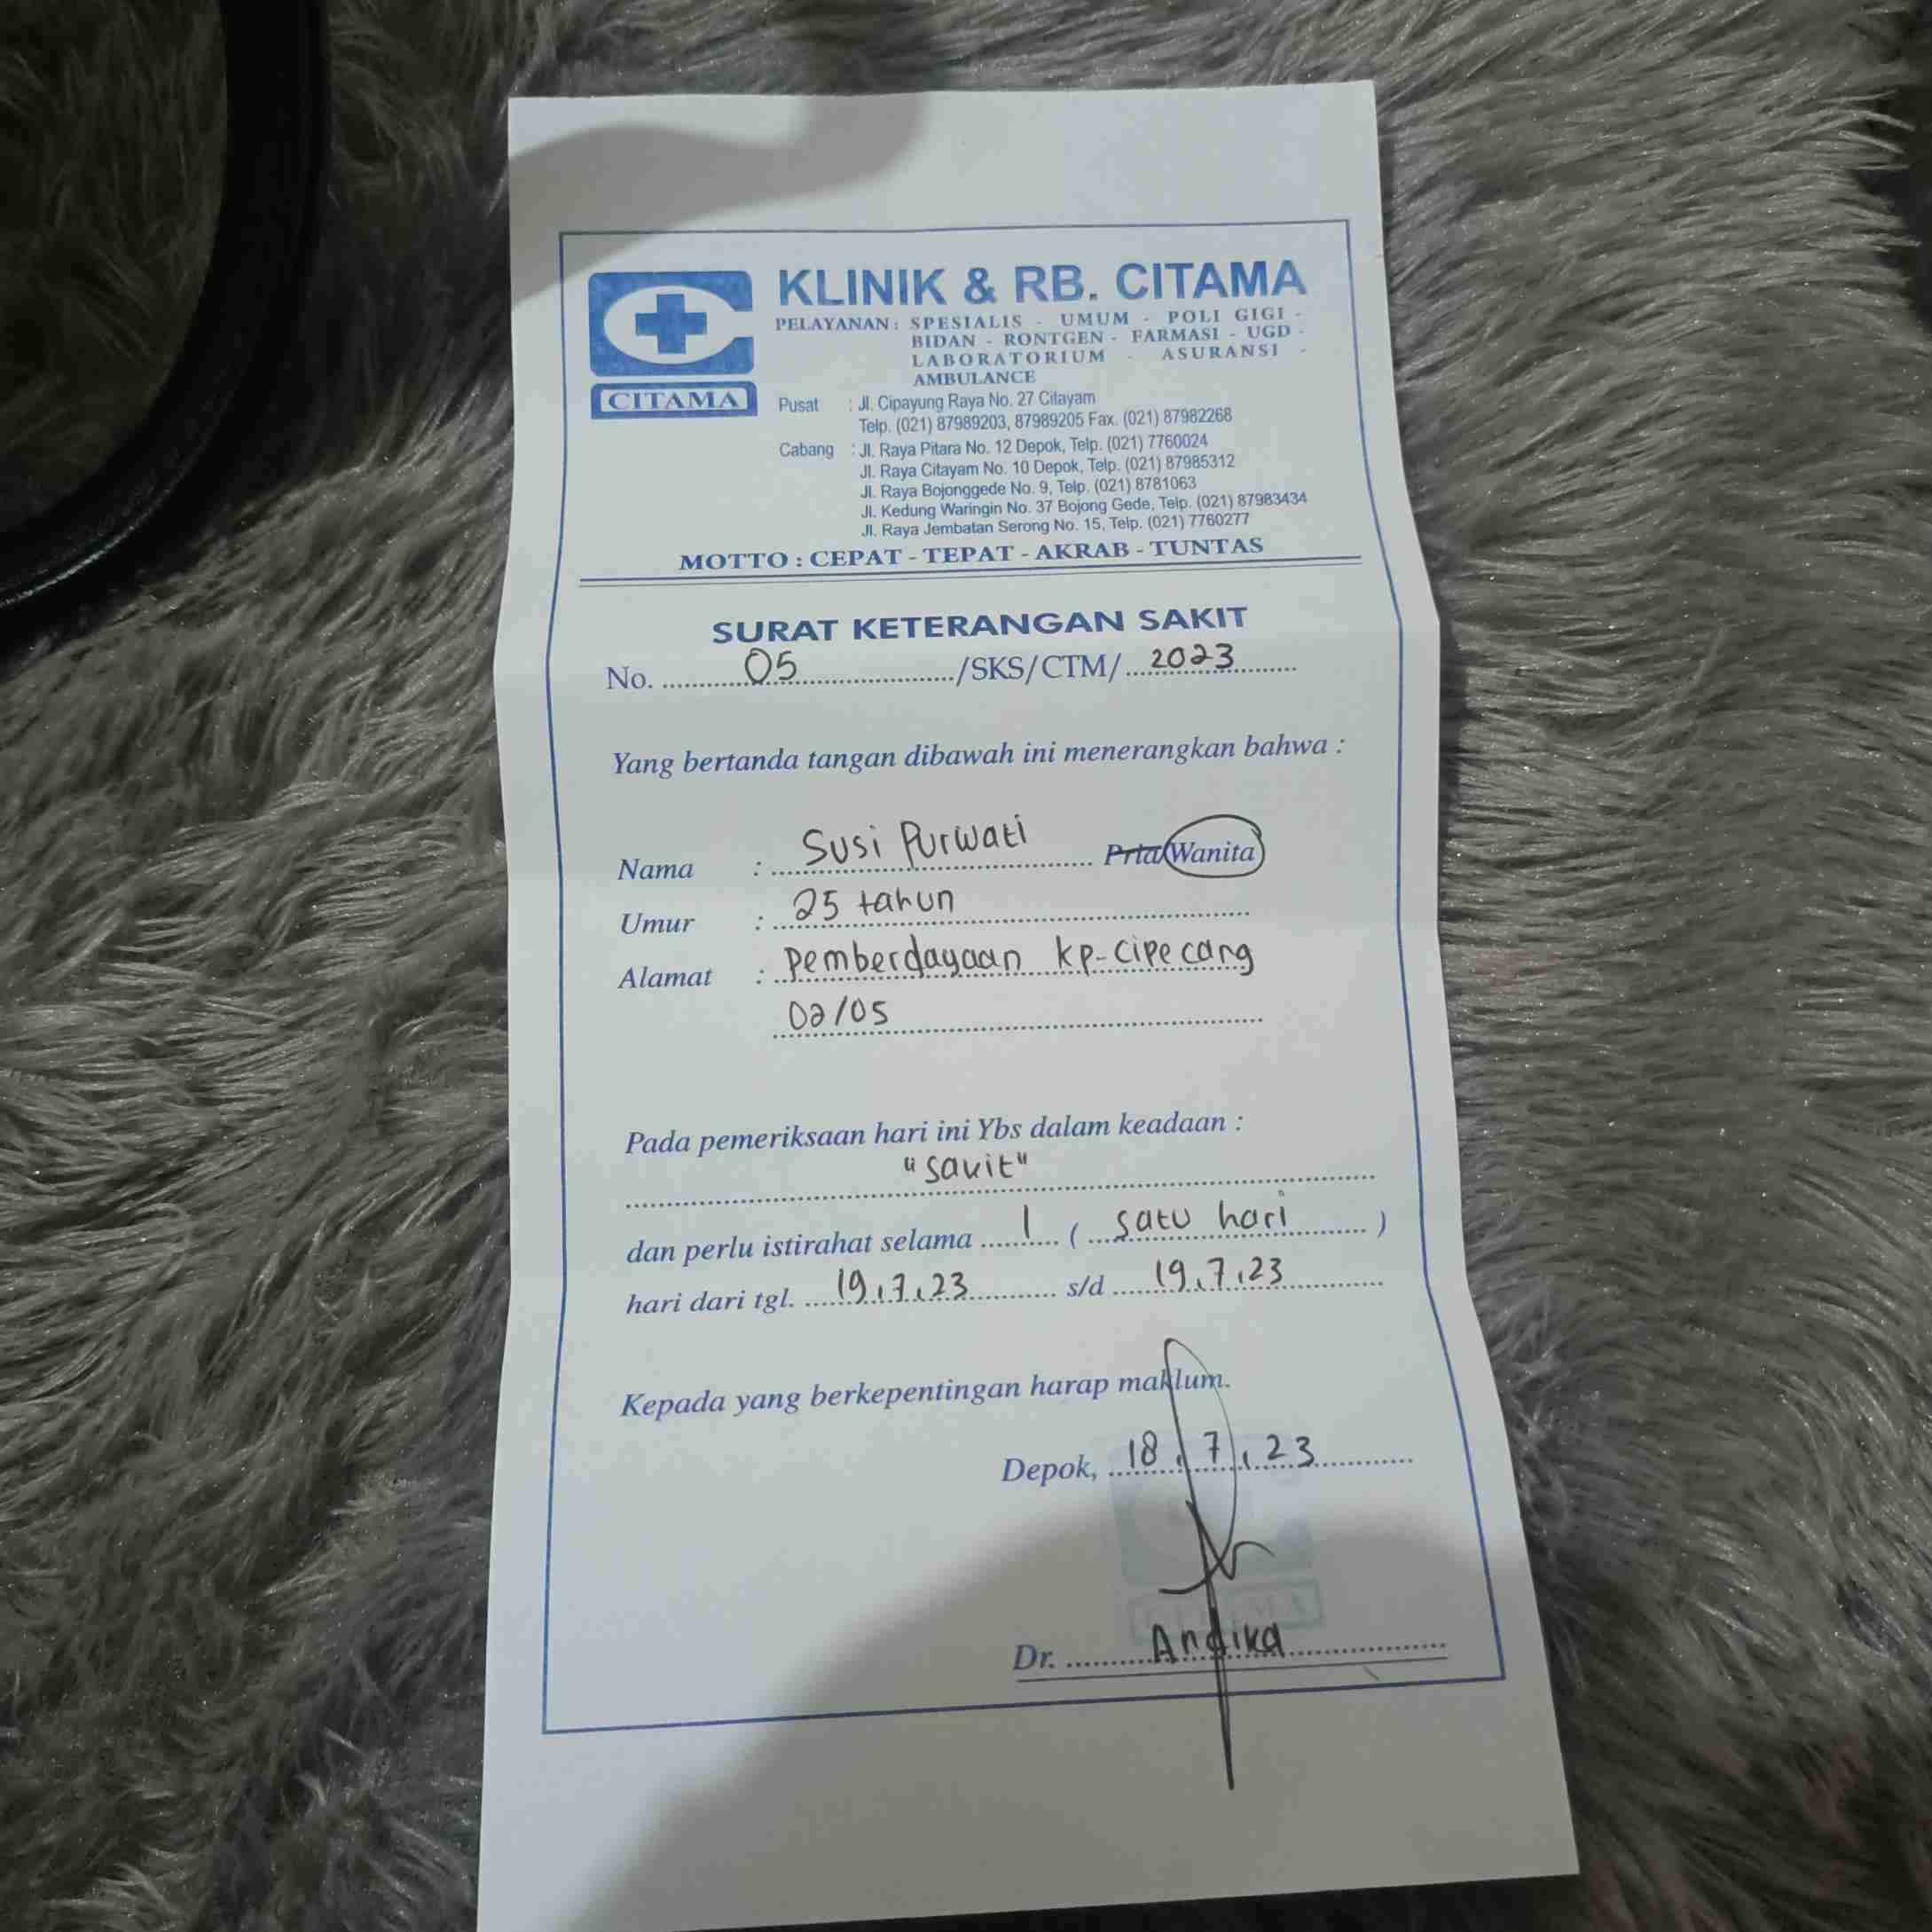 KLINIK & RB. CITAMA
PELAYANAN : SPESIALIS - UMUM - POLI GIGI -
BIDAN - RONTGEN - FARMASI - UGD -
LABORATORIUM - ASURANSI -
AMBULANCE
CITAMA
Pusat : Jl. Cipayung Raya No. 27 Citayam
Telp. (021) 87989203, 87989205 Fax. (021) 87982268
Cabang : Jl. Raya Pitara No. 12 Depok, Telp. (021) 7760024
Jl. Raya Citayam No. 10 Depok, Telp. (021) 87985312
Jl. Raya Bojonggede No. 9, Telp. (021) 8781063
Jl. Kedung Waringin No. 37 Bojong Gede, Telp. (021) 87983434
Jl. Raya Jembatan Serong No. 15, Telp. (021) 7760277
MOTTO : CEPAT - TEPAT - AKRAB - TUNTAS
SURAT KETERANGAN SAKIT
No. 05 /SKS/CTM/ 2023
Yang bertanda tangan dibawah ini menerangkan bahwa :
Nama : Susi Purwati Pria/Wanita
Umur : 25 tahun
Alamat : Pemberdayaan kp-cipecang
02/05
Pada pemeriksaan hari ini Ybs dalam keadaan :
"sakit"
dan perlu istirahat selama 1 ( satu hari )
hari dari tgl. 19,7,23 s/d 19,7,23
Kepada yang berkepentingan harap maklum.
Depok, 18,7,23
CITAMA
Dr. Andika